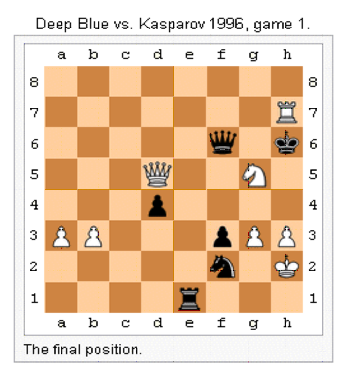 Deep Blue vs. Kasparov 1996, game 1.
a b c d e f g h
8 8
7 7
6 6
5 5
4 4
3 3
2 2
1 1
a b c d e f g h
The final position.